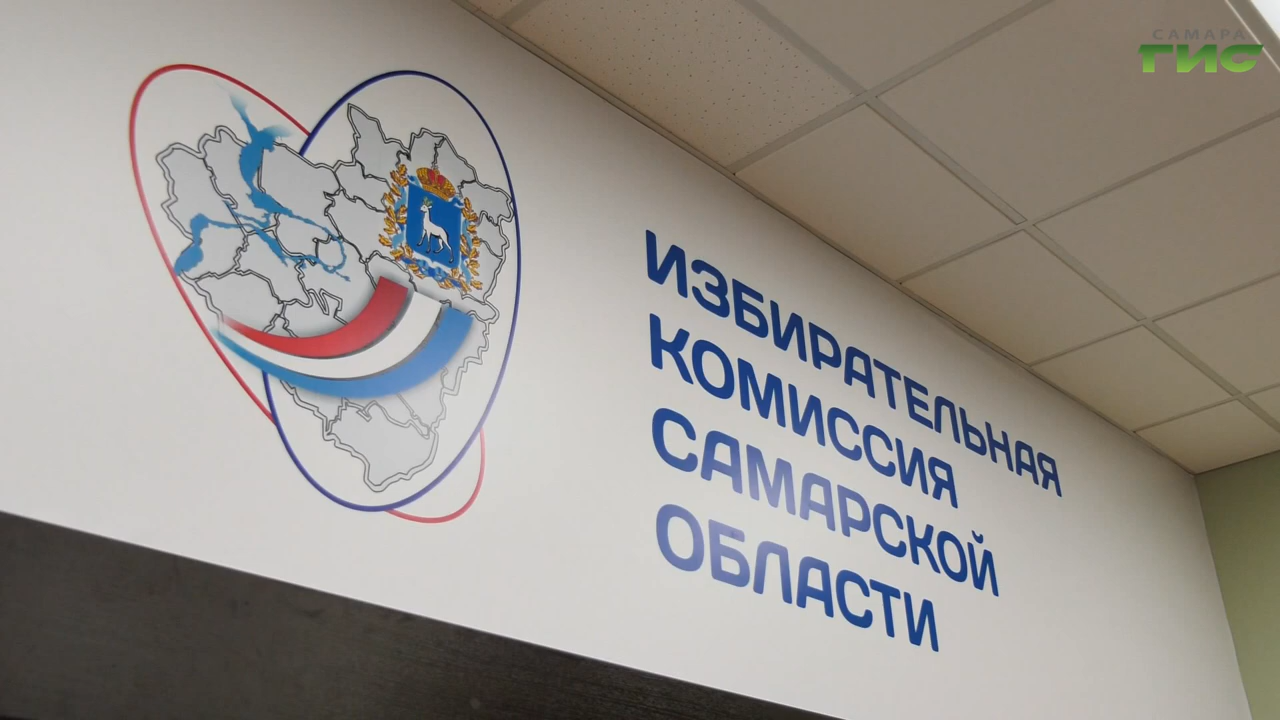 САМАРА
ГИС
ИЗБИРАТЕЛЬНАЯ
КОМИССИЯ
САМАРСКОЙ
ОБЛАСТИ